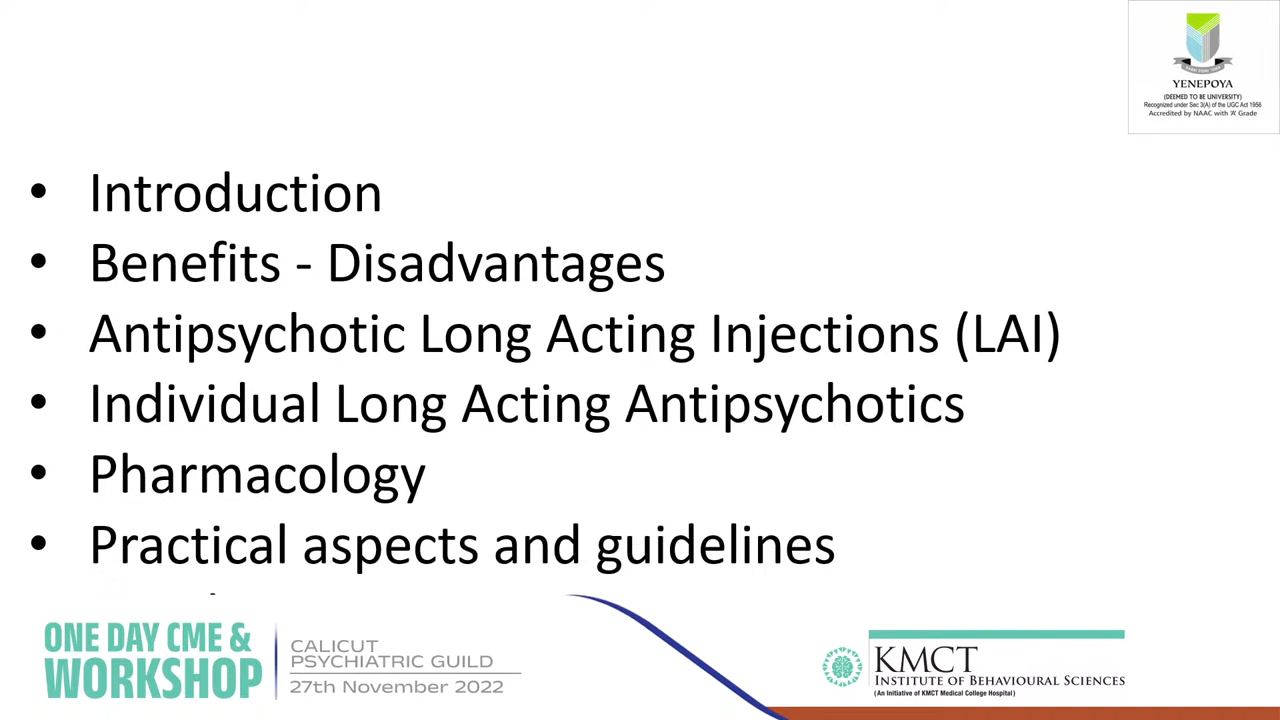 YENEPOYA
(DEEMED TO BE UNIVERSITY)
Recognized under Sec 3(A) of the UGC Act 1956
Accredited by NAAC with 'A' Grade
• Introduction
• Benefits - Disadvantages
• Antipsychotic Long Acting Injections (LAI)
• Individual Long Acting Antipsychotics
• Pharmacology
• Practical aspects and guidelines
ONE DAY CME &
WORKSHOP
CALICUT
PSYCHIATRIC GUILD
27th November 2022
KMCT
INSTITUTE OF BEHAVIOURAL SCIENCES
(An Initiative of KMCT Medical College Hospital)